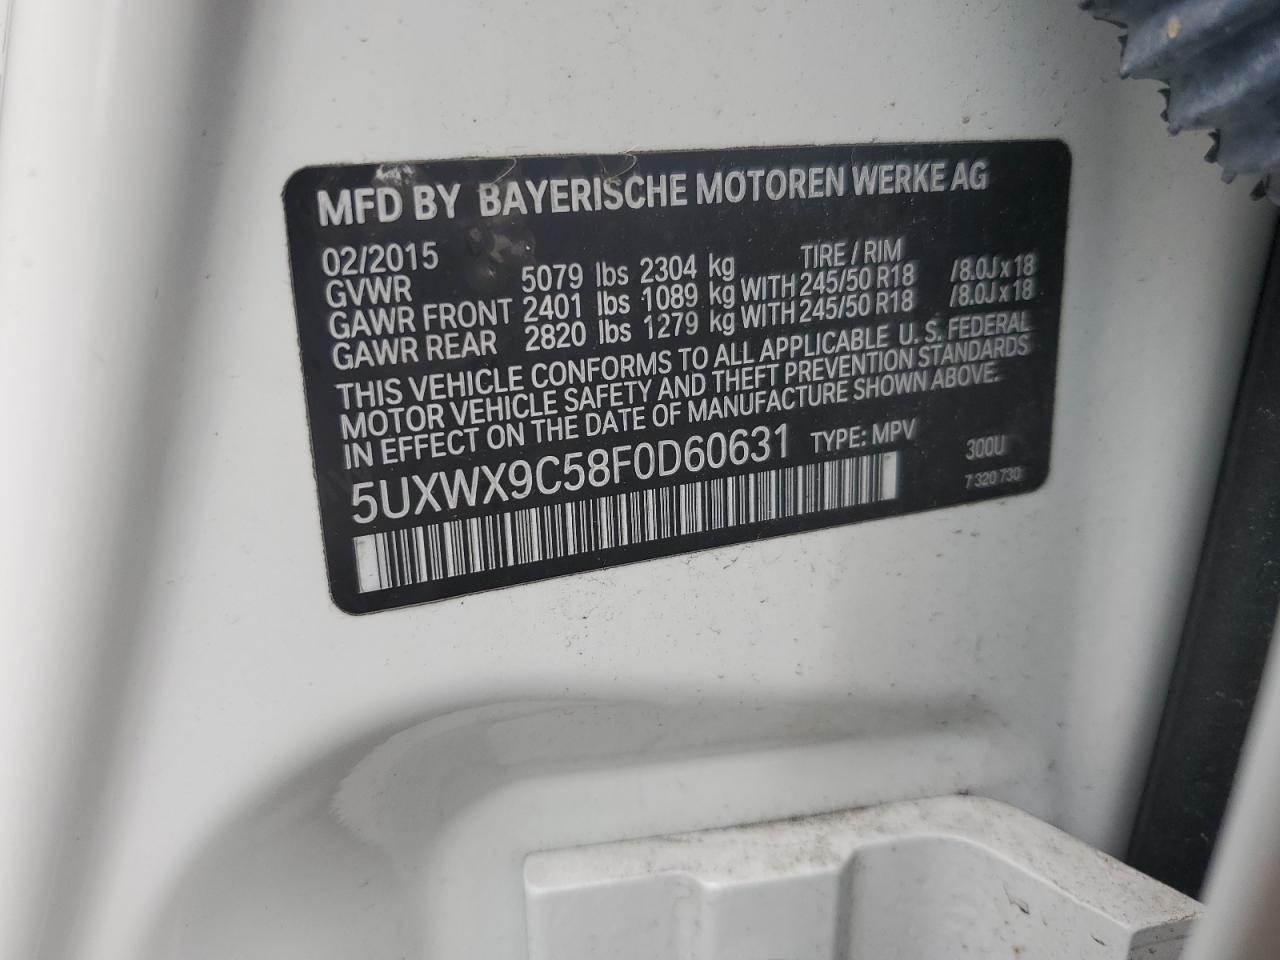 MFD BY BAYERISCHE MOTOREN WERKE AG
02/2015 TIRE / RIM
GVWR 5079 lbs 2304 kg
GAWR FRONT 2401 lbs 1089 kg WITH 245/50 R18 /8.0J x 18
GAWR REAR 2820 lbs 1279 kg WITH 245/50 R18 /8.0J x 18
THIS VEHICLE CONFORMS TO ALL APPLICABLE U. S. FEDERAL
MOTOR VEHICLE SAFETY AND THEFT PREVENTION STANDARDS
IN EFFECT ON THE DATE OF MANUFACTURE SHOWN ABOVE.
5UXWX9C58F0D60631 TYPE: MPV 300U
7 320 730